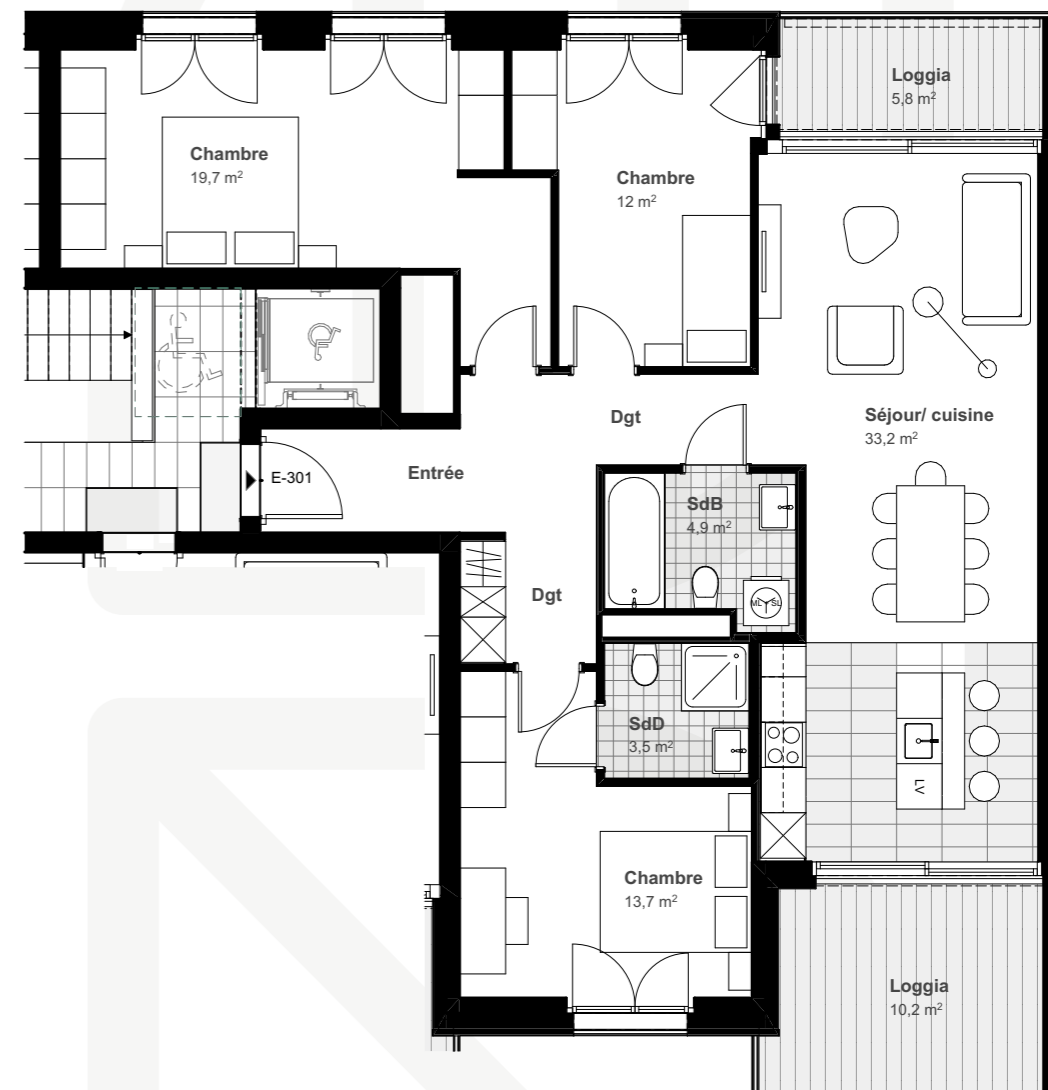 Loggia
5,8 m²
Chambre
19,7 m²
Chambre
12 m²
Séjour/ cuisine
33,2 m²
Dgt
Entrée
E-301
SdB
4,9 m²
ML SL
Dgt
SdD
3,5 m²
LV
Chambre
13,7 m²
Loggia
10,2 m²